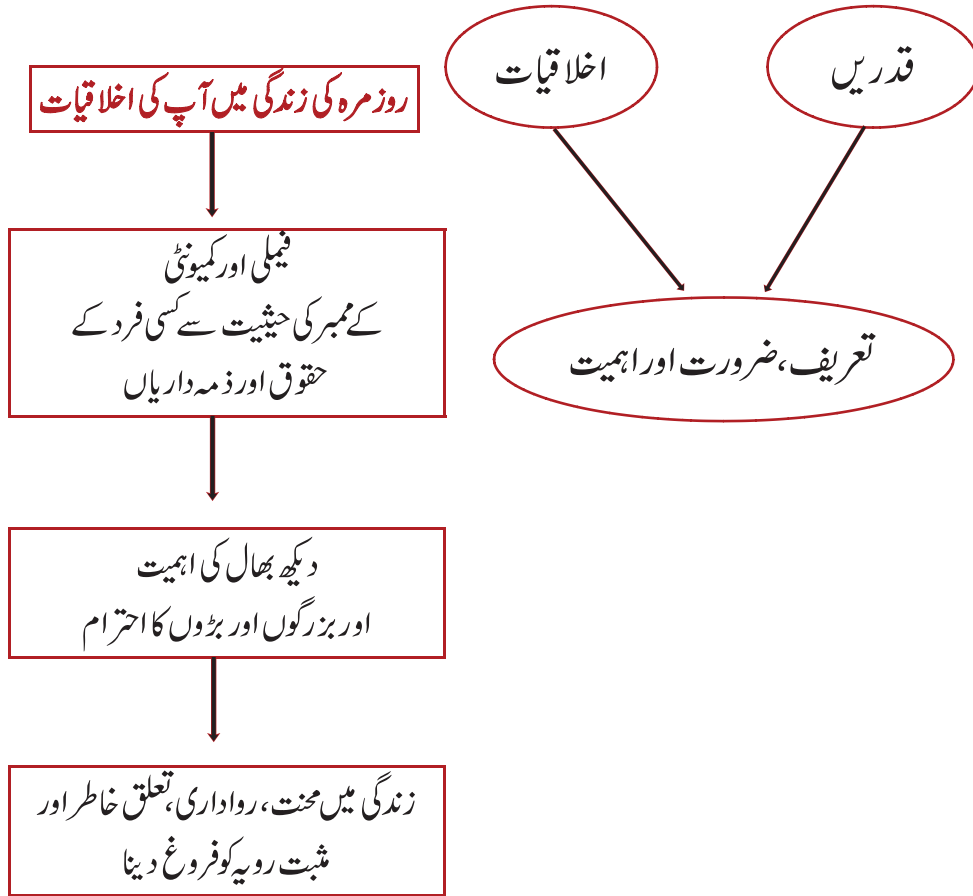 قدریں
اخلاقیات
تعریف، ضرورت اور اہمیت
روزمرہ کی زندگی میں آپ کی اخلاقیات
فیملی اور کمیونٹی
کے ممبر کی حیثیت سے کسی فرد کے
حقوق اور ذمہ داریاں
دیکھ بھال کی اہمیت
اور بزرگوں اور بڑوں کا احترام
زندگی میں محنت، رواداری، تعلق خاطر اور
مثبت رویہ کو فروغ دینا